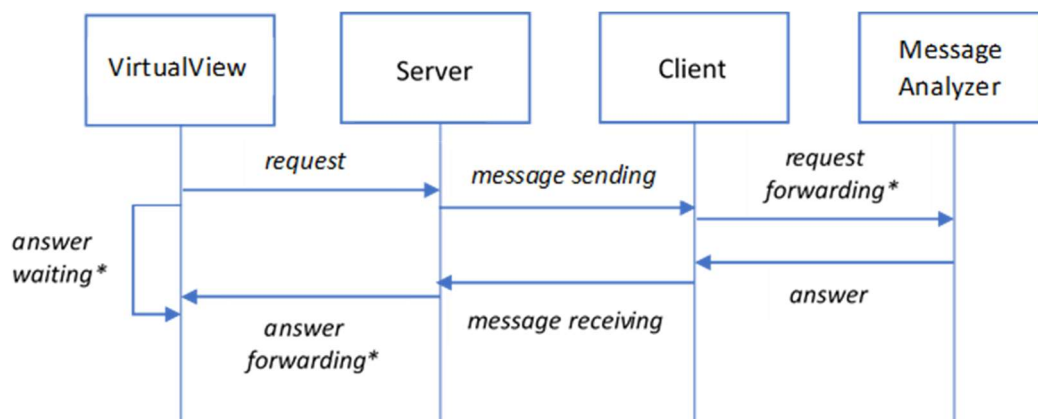 VirtualView
Server
Client
Message
Analyzer
request
message sending
request
forwarding*
answer
waiting*
answer
forwarding*
message receiving
answer